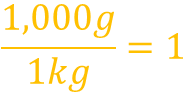 1,000g
1kg = 1